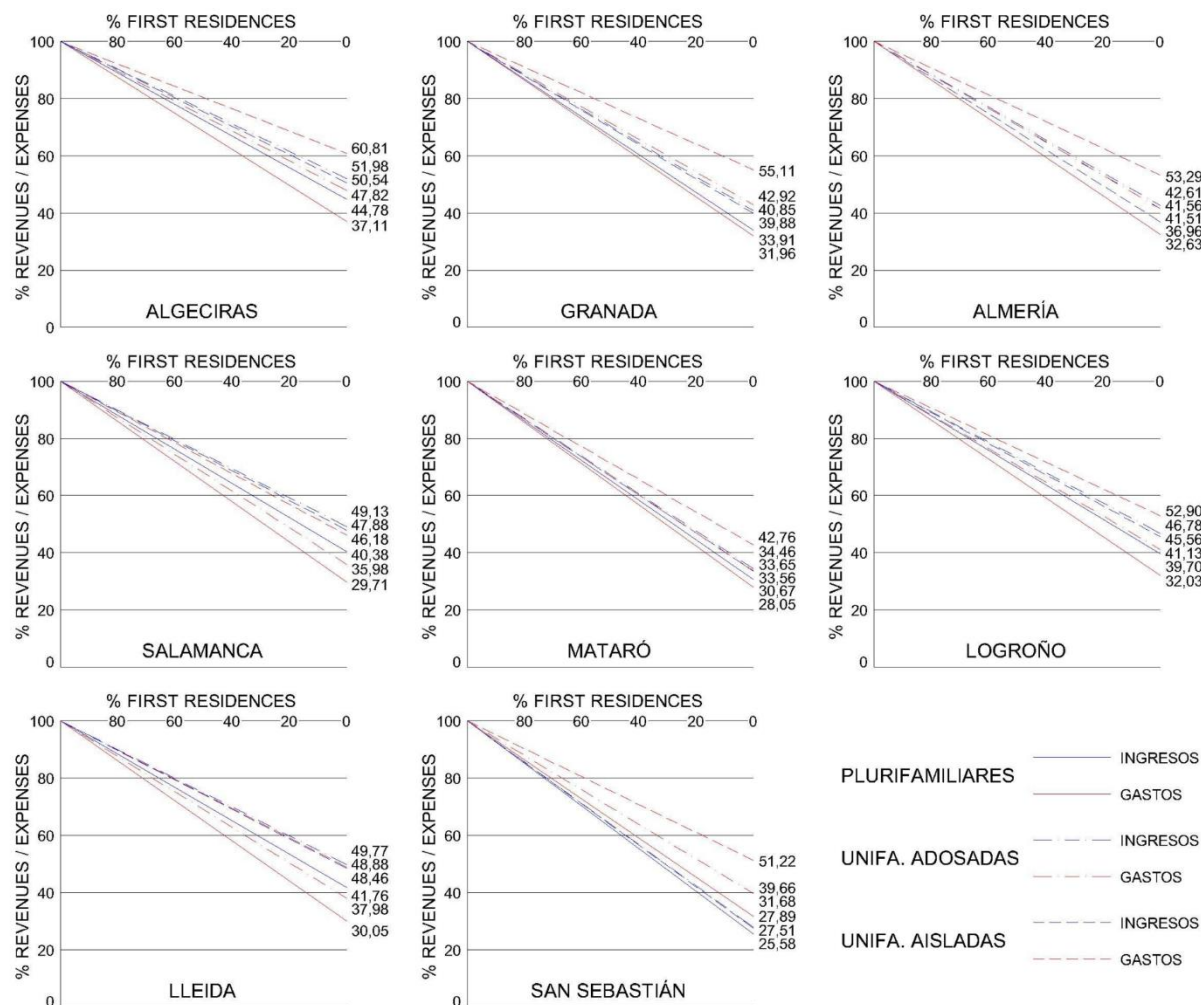 % FIRST RESIDENCES
100 80 60 40 20 0
80
60
40
20
0
% REVENUES / EXPENSES
60,81
51,98
50,54
47,82
44,78
37,11
ALGECIRAS
% FIRST RESIDENCES
100 80 60 40 20 0
80
60
40
20
0
% REVENUES / EXPENSES
55,11
42,92
40,85
39,88
33,91
31,96
GRANADA
% FIRST RESIDENCES
100 80 60 40 20 0
80
60
40
20
0
% REVENUES / EXPENSES
53,29
42,61
41,56
41,51
36,96
32,63
ALMERÍA
% FIRST RESIDENCES
100 80 60 40 20 0
80
60
40
20
0
% REVENUES / EXPENSES
49,13
47,88
46,18
40,38
35,98
29,71
SALAMANCA
% FIRST RESIDENCES
100 80 60 40 20 0
80
60
40
20
0
% REVENUES / EXPENSES
42,76
34,46
33,65
33,56
30,67
28,05
MATARÓ
% FIRST RESIDENCES
100 80 60 40 20 0
80
60
40
20
0
% REVENUES / EXPENSES
52,90
46,78
45,56
41,13
39,70
32,03
LOGROÑO
% FIRST RESIDENCES
100 80 60 40 20 0
80
60
40
20
0
% REVENUES / EXPENSES
49,77
48,88
48,46
41,76
37,98
30,05
LLEIDA
% FIRST RESIDENCES
100 80 60 40 20 0
80
60
40
20
0
% REVENUES / EXPENSES
51,22
39,66
31,68
27,89
27,51
25,58
SAN SEBASTIÁN
PLURIFAMILIARES
INGRESOS
GASTOS
UNIFA. ADOSADAS
INGRESOS
GASTOS
UNIFA. AISLADAS
INGRESOS
GASTOS